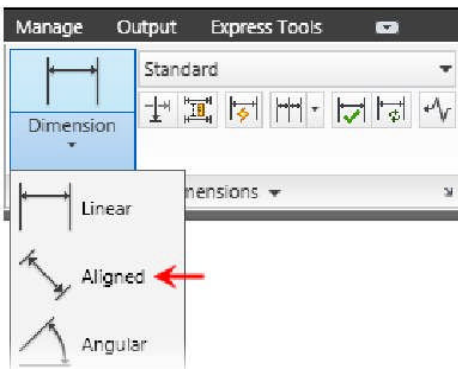 Manage Output Express Tools
Standard
Dimension
mensions
Linear
Aligned
Angular